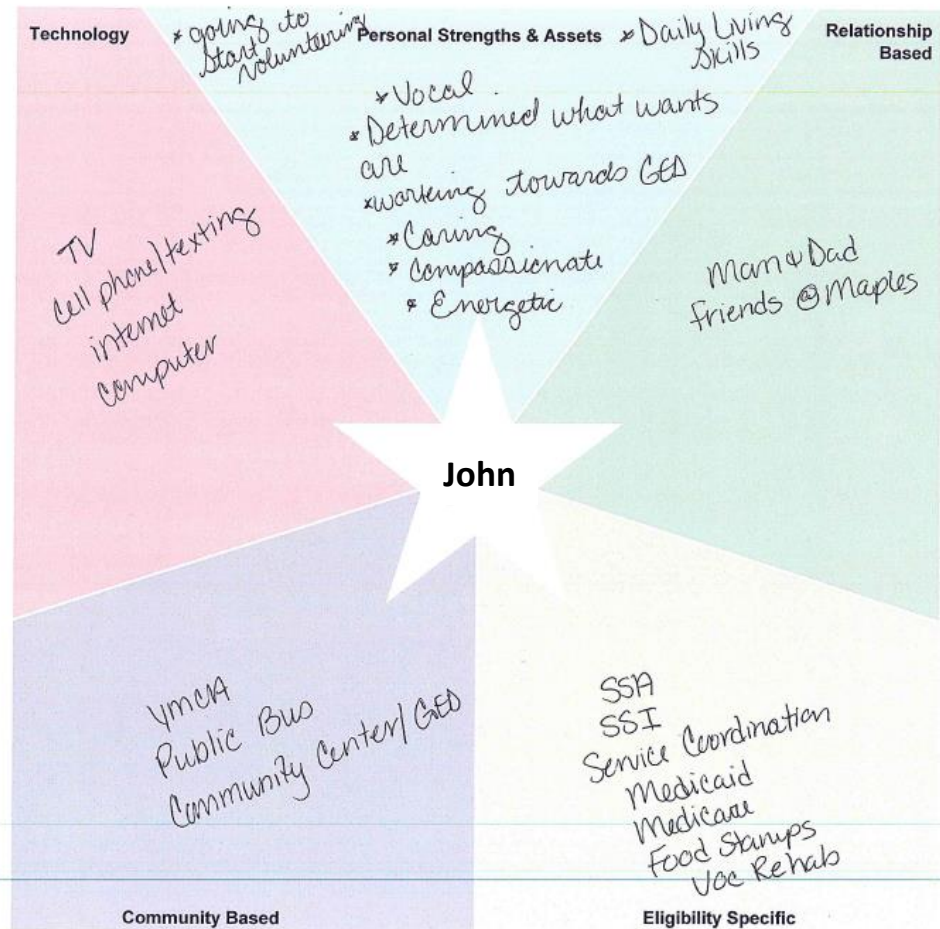 Technology
* going to
start
volunteering
Personal Strengths & Assets
* Daily Living
Skills
Relationship
Based
* Vocal
* Determined what wants
are
* working towards GED
* Caring
* Compassionate
* Energetic
TV
cell phone/texting
internet
computer
Mom & Dad
friends @ Maples
John
YMCA
Public Bus
Community Center/GED
SSA
SSI
Service Coordination
Medicaid
Medicare
Food Stamps
Voc Rehab
Community Based
Eligibility Specific